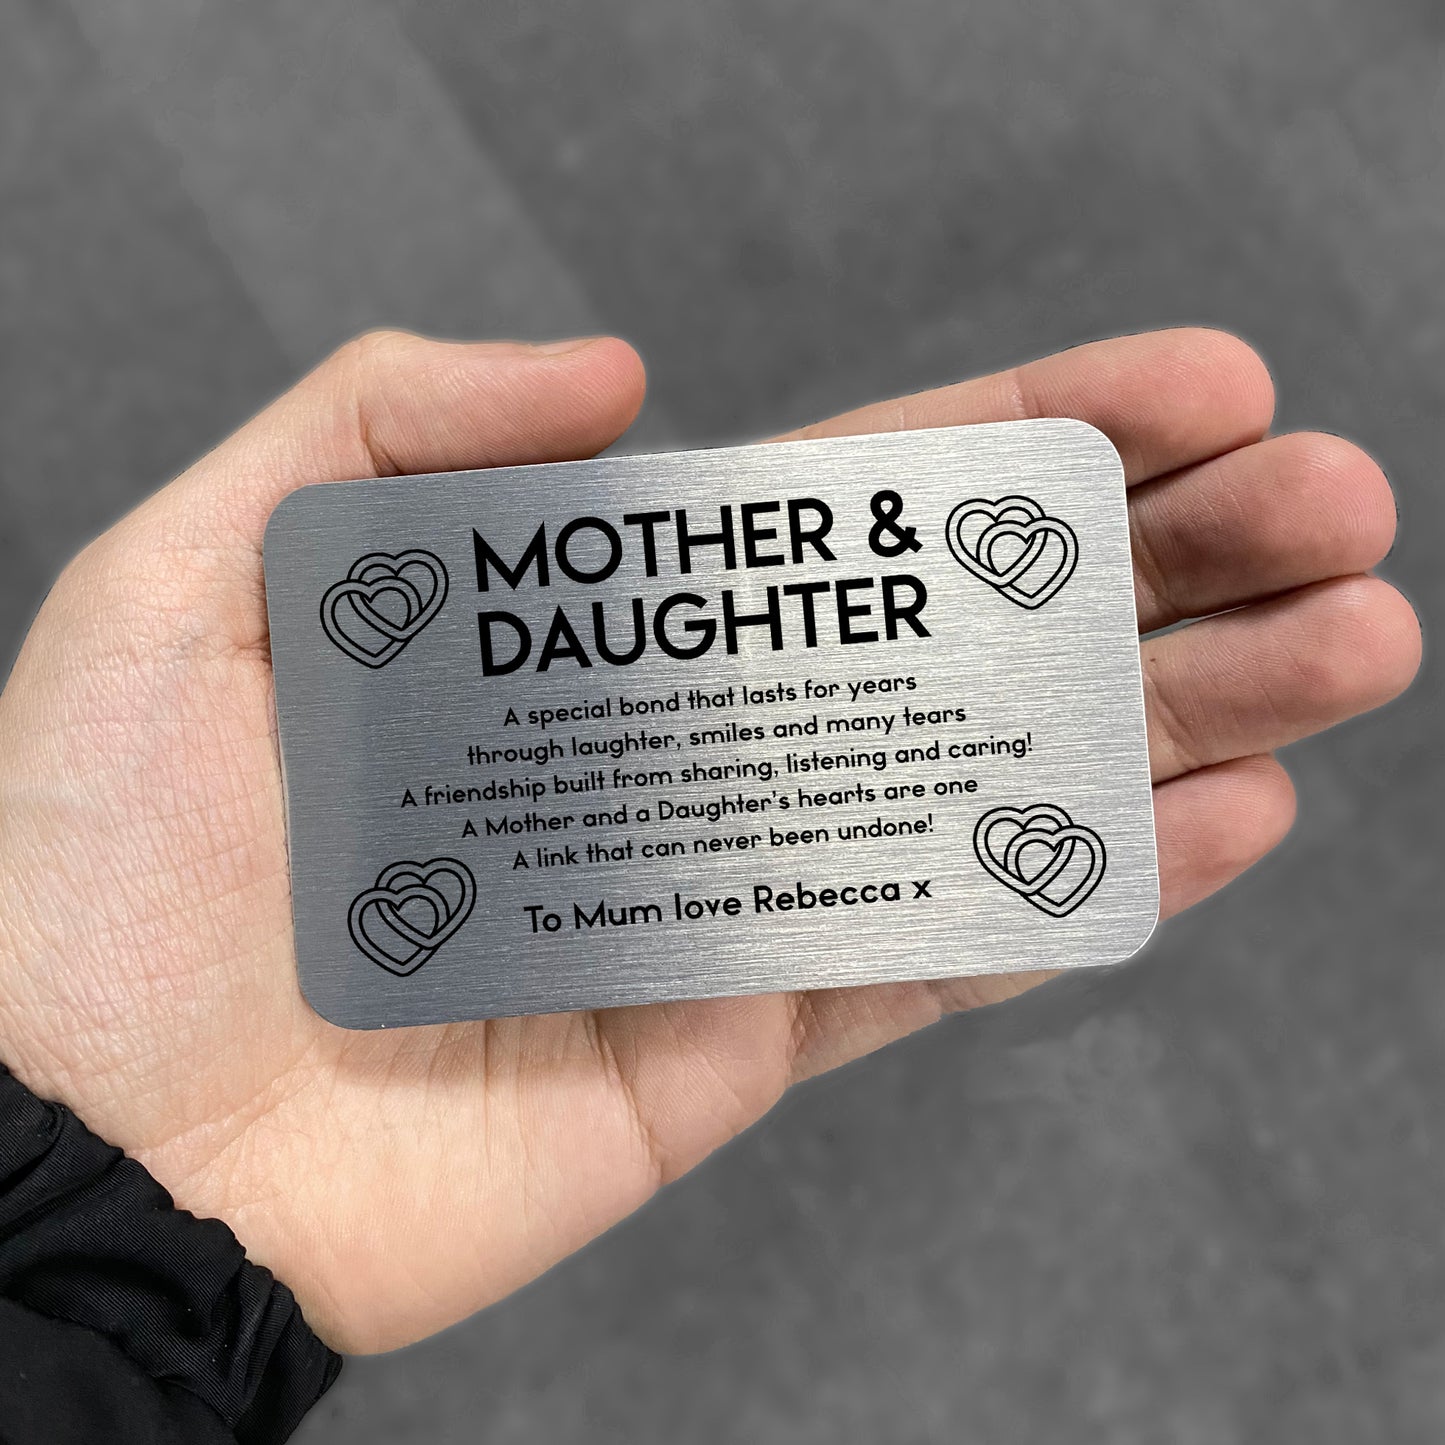 MOTHER &
DAUGHTER
A special bond that lasts for years
through laughter, smiles and many tears
A friendship built from sharing, listening and caring!
A Mother and a Daughter's hearts are one
A link that can never been undone!
To Mum love Rebecca x